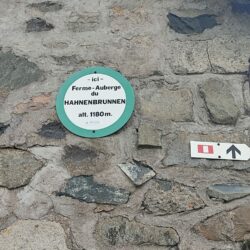 - ici -
Ferme-Auberge
du
HAHNENBRUNNEN
alt. 1180 m.